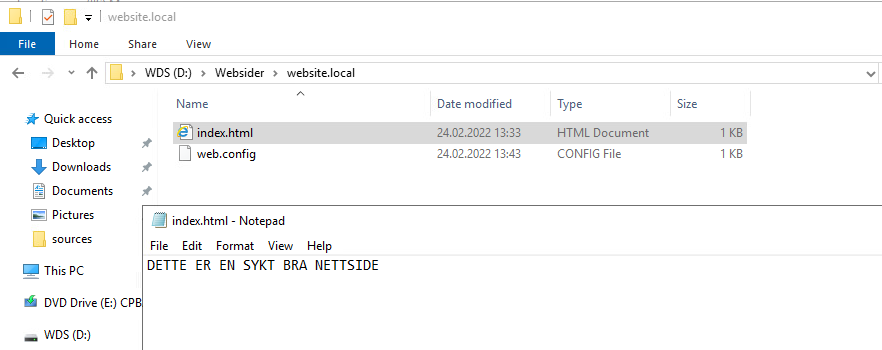 website.local
File Home Share View
WDS (D:) Websider website.local
Name Date modified Type Size
Quick access
index.html 24.02.2022 13:33 HTML Document 1 KB
Desktop
web.config 24.02.2022 13:43 CONFIG File 1 KB
Downloads
Documents
Pictures
sources
This PC
DVD Drive (E:) CPB
WDS (D:)
index.html - Notepad
File Edit Format View Help
DETTE ER EN SYKT BRA NETTSIDE